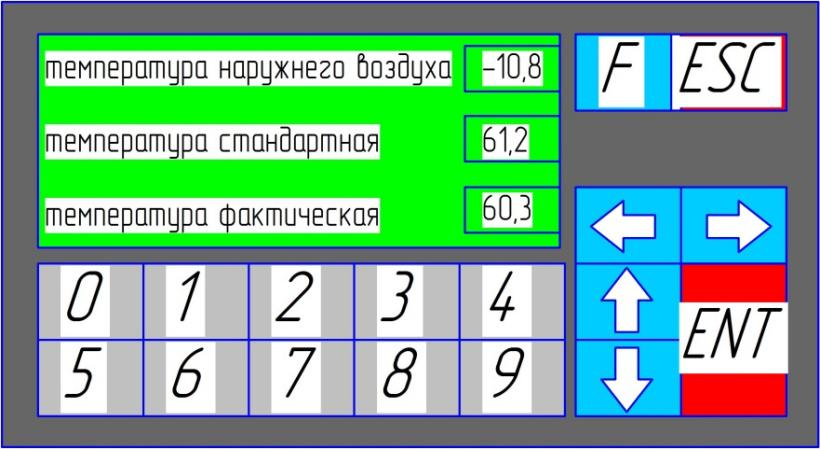 температура наружнего воздуха -10,8
температура стандартная 61,2
температура фактическая 60,3
F ESC
0 1 2 3 4
5 6 7 8 9
ENT